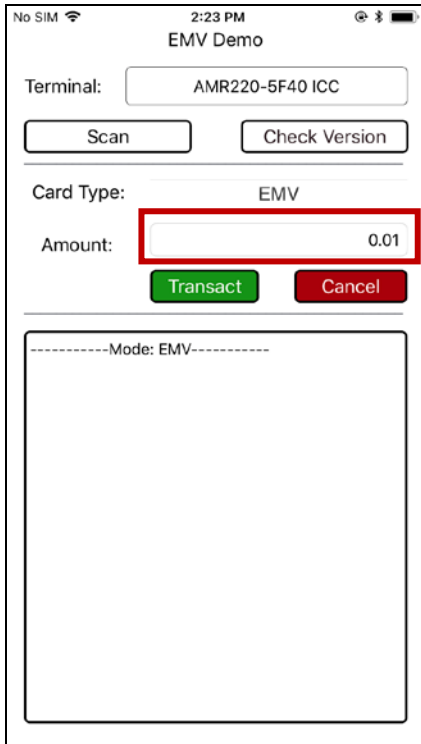 No SIM 2:23 PM
EMV Demo
Terminal: AMR220-5F40 ICC
Scan Check Version
Card Type: EMV
Amount: 0.01
Transact Cancel
-----------Mode: EMV-----------